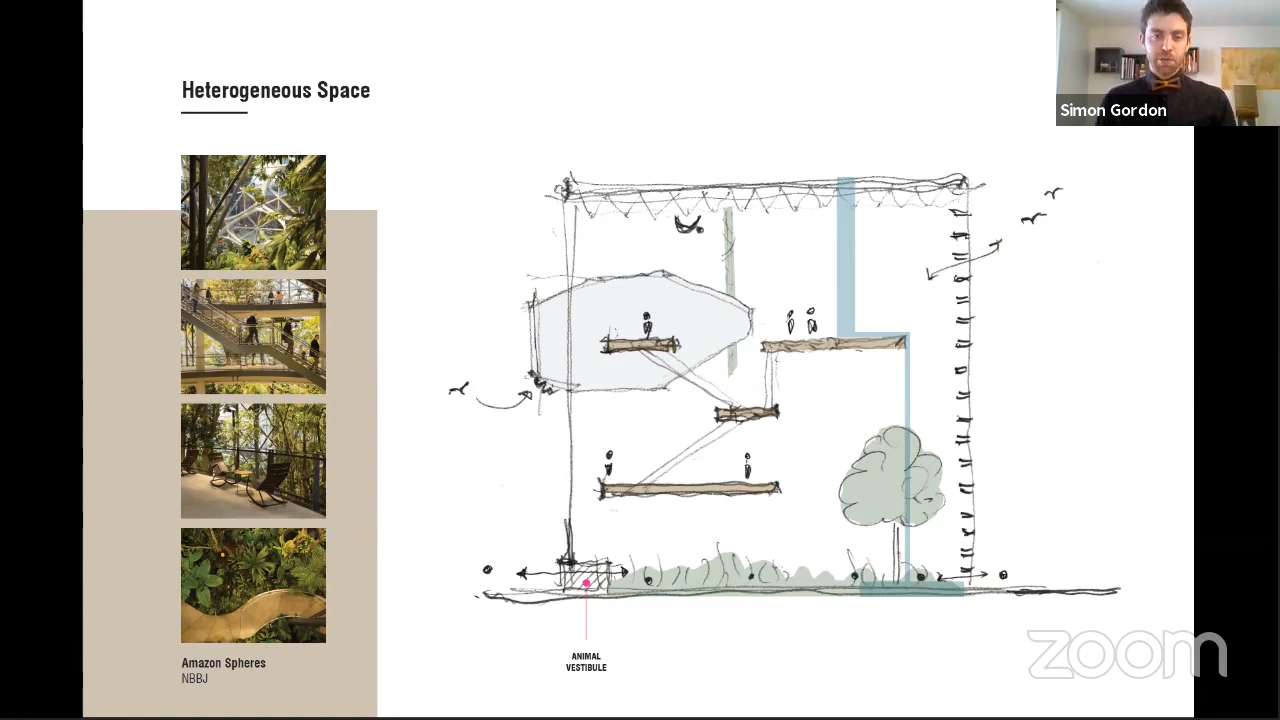 Heterogeneous Space
Simon Gordon
ANIMAL
VESTIBULE
Amazon Spheres
NBBJ
zoom